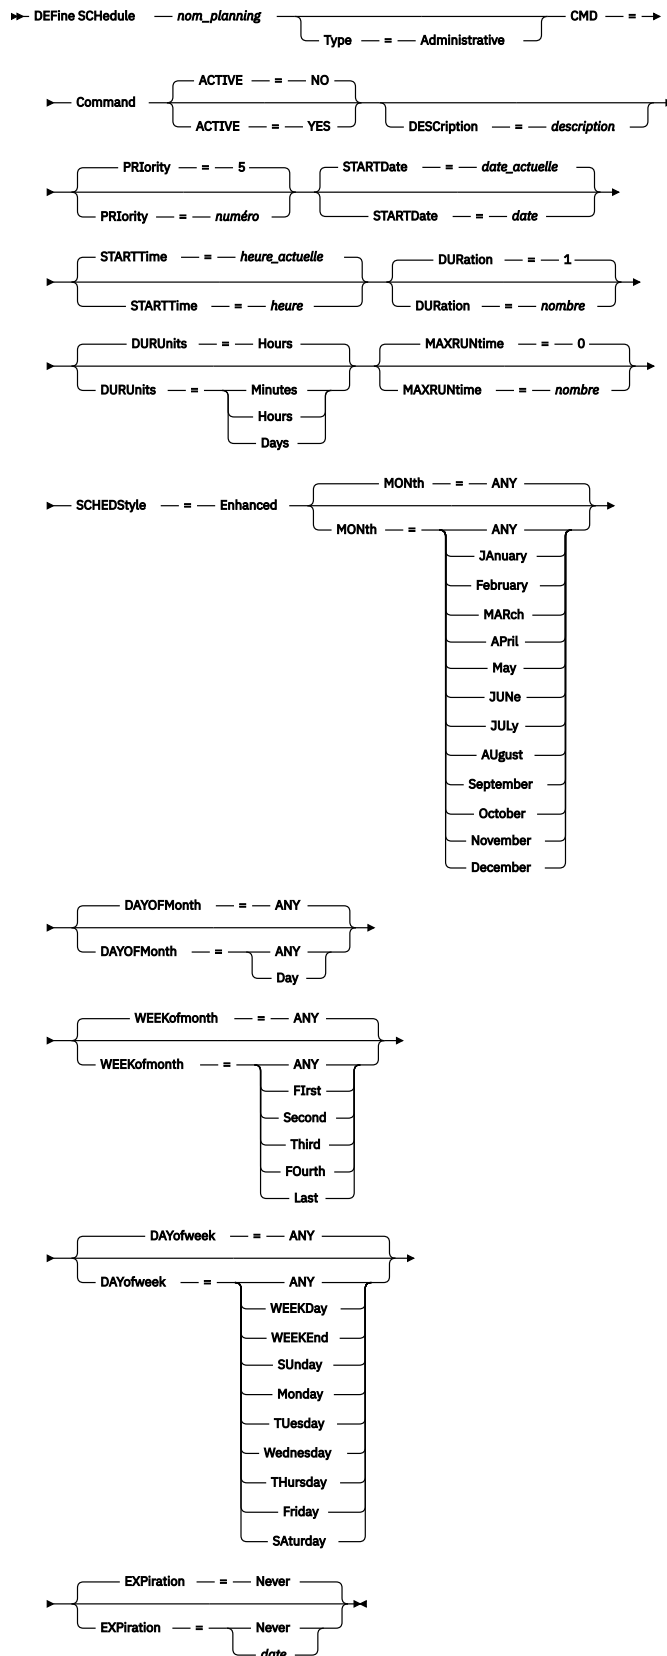 DEFine SCHedule nom_planning CMD =
Type = Administrative
ACTIVE = NO
Command
ACTIVE = YES
DESCription = description
PRIority = 5
PRIority = numéro
STARTDate = date_actuelle
STARTDate = date
STARTTime = heure_actuelle
STARTTime = heure
DURation = 1
DURation = nombre
DURUnits = Hours
DURUnits = Minutes
Hours
Days
MAXRUNtime = 0
MAXRUNtime = nombre
SCHEDStyle = Enhanced
MONth = ANY
MONth = ANY
JAnuary
February
MARch
APril
May
JUNe
JULy
AUgust
September
October
November
December
DAYOFMonth = ANY
DAYOFMonth = ANY
Day
WEEKofmonth = ANY
WEEKofmonth = ANY
FIrst
Second
Third
FOurth
Last
DAYofweek = ANY
DAYofweek = ANY
WEEKDay
WEEKEnd
SUnday
Monday
TUesday
Wednesday
THursday
Friday
SAturday
EXPiration = Never
EXPiration = Never
date